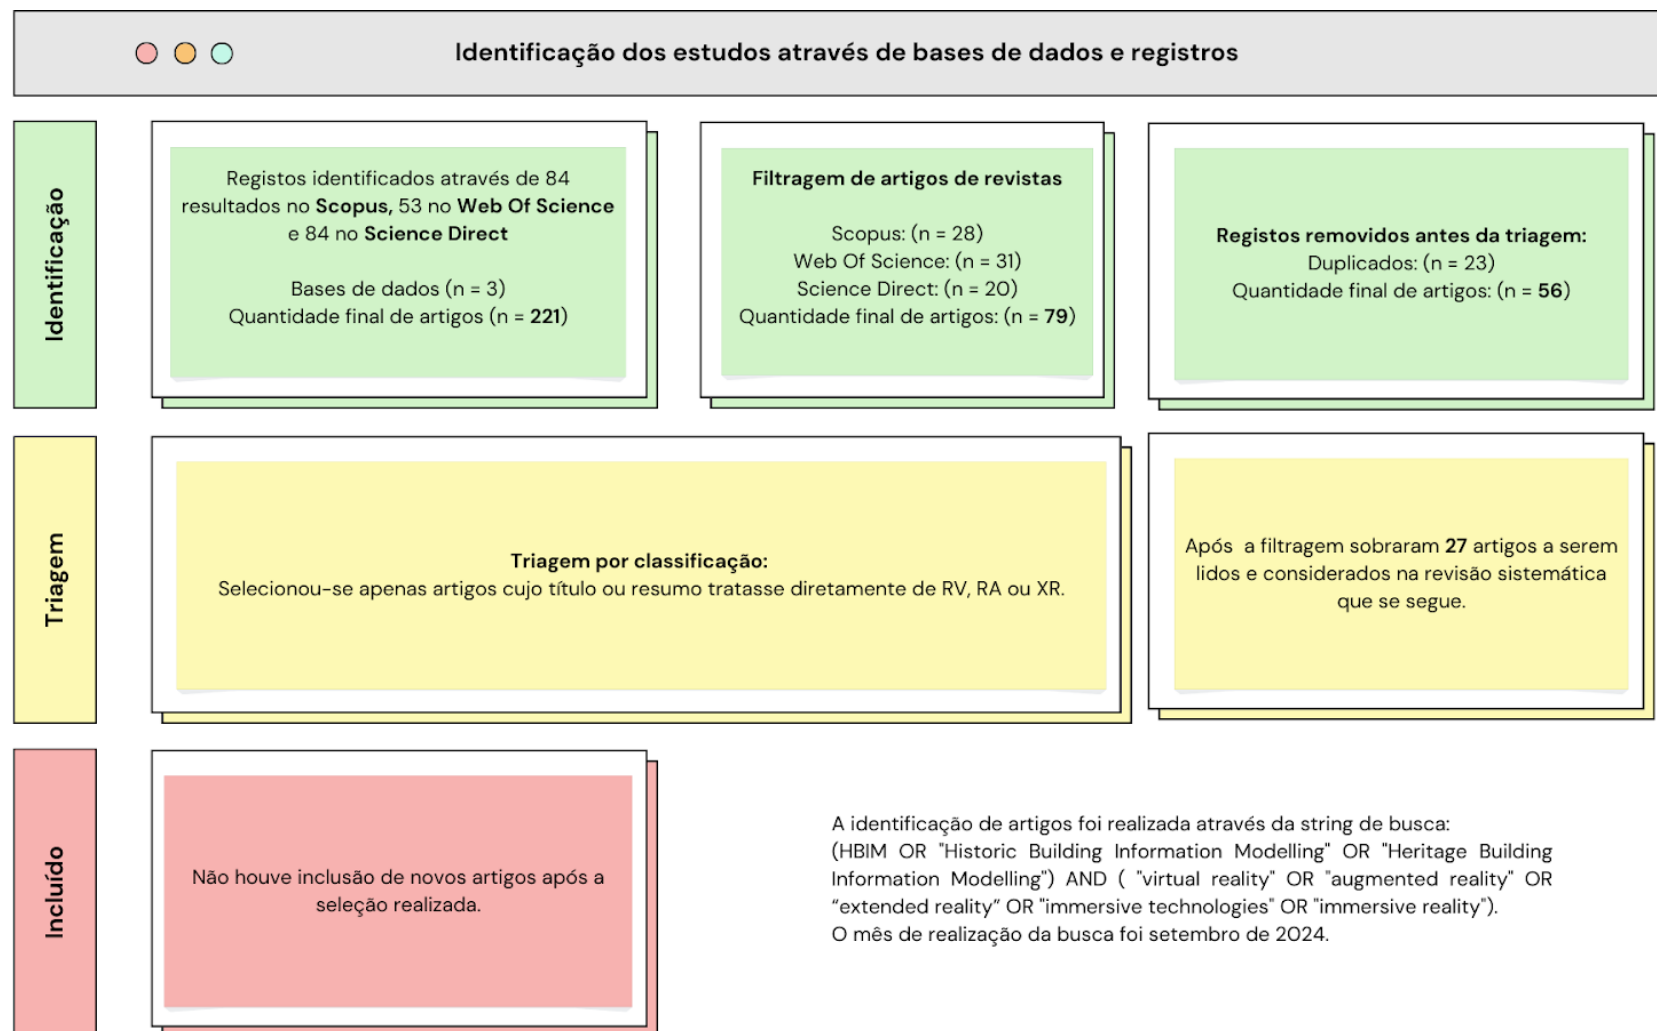 Identificação dos estudos através de bases de dados e registros
Identificação
Registos identificados através de 84
resultados no Scopus, 53 no Web Of Science
e 84 no Science Direct
Bases de dados (n = 3)
Quantidade final de artigos (n = 221)
Filtragem de artigos de revistas
Scopus: (n = 28)
Web Of Science: (n = 31)
Science Direct: (n = 20)
Quantidade final de artigos: (n = 79)
Registos removidos antes da triagem:
Duplicados: (n = 23)
Quantidade final de artigos: (n = 56)
Triagem
Triagem por classificação:
Selecionou-se apenas artigos cujo título ou resumo tratasse diretamente de RV, RA ou XR.
Após a filtragem sobraram 27 artigos a serem
lidos e considerados na revisão sistemática
que se segue.
Incluído
Não houve inclusão de novos artigos após a
seleção realizada.
A identificação de artigos foi realizada através da string de busca:
(HBIM OR "Historic Building Information Modelling" OR "Heritage Building
Information Modelling") AND ( "virtual reality" OR "augmented reality" OR
“extended reality” OR "immersive technologies" OR "immersive reality").
O mês de realização da busca foi setembro de 2024.